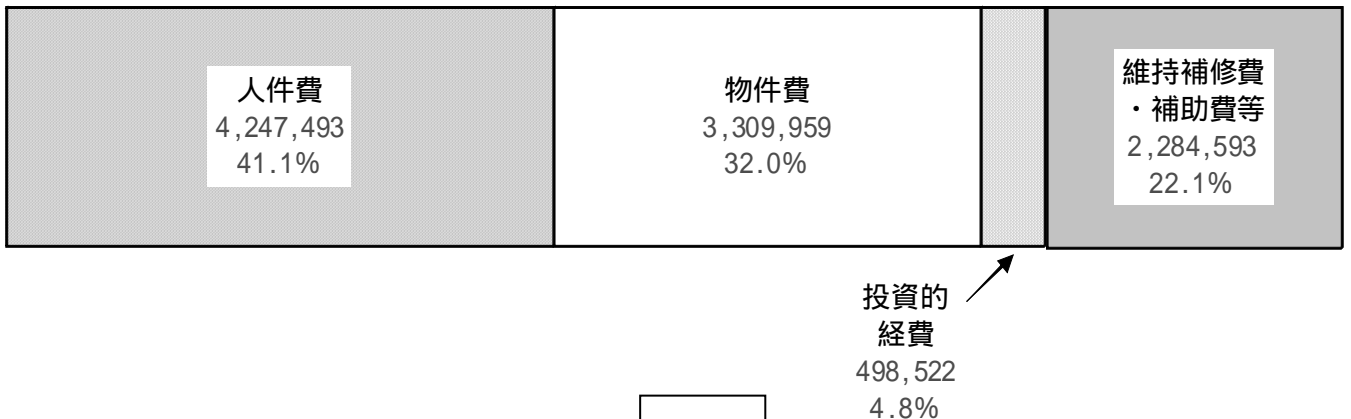 人件費
4,247,493
41.1%
物件費
3,309,959
32.0%
維持補修費
・補助費等
2,284,593
22.1%
投資的
経費
498,522
4.8%